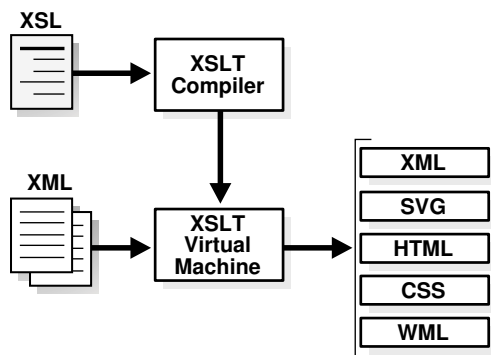 XSL
XSLT
Compiler
XML
XSLT
Virtual
Machine
XML
SVG
HTML
CSS
WML